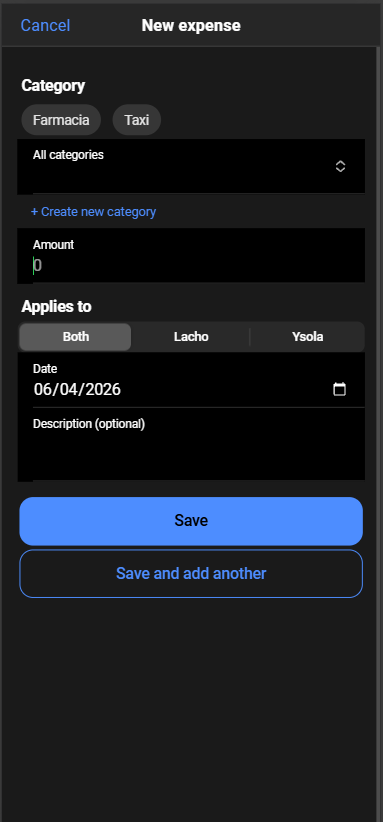 Cancel New expense
Category
Farmacia Taxi
All categories
+ Create new category
Amount
0
Applies to
Both Lacho Ysola
Date
06/04/2026
Description (optional)
Save
Save and add another